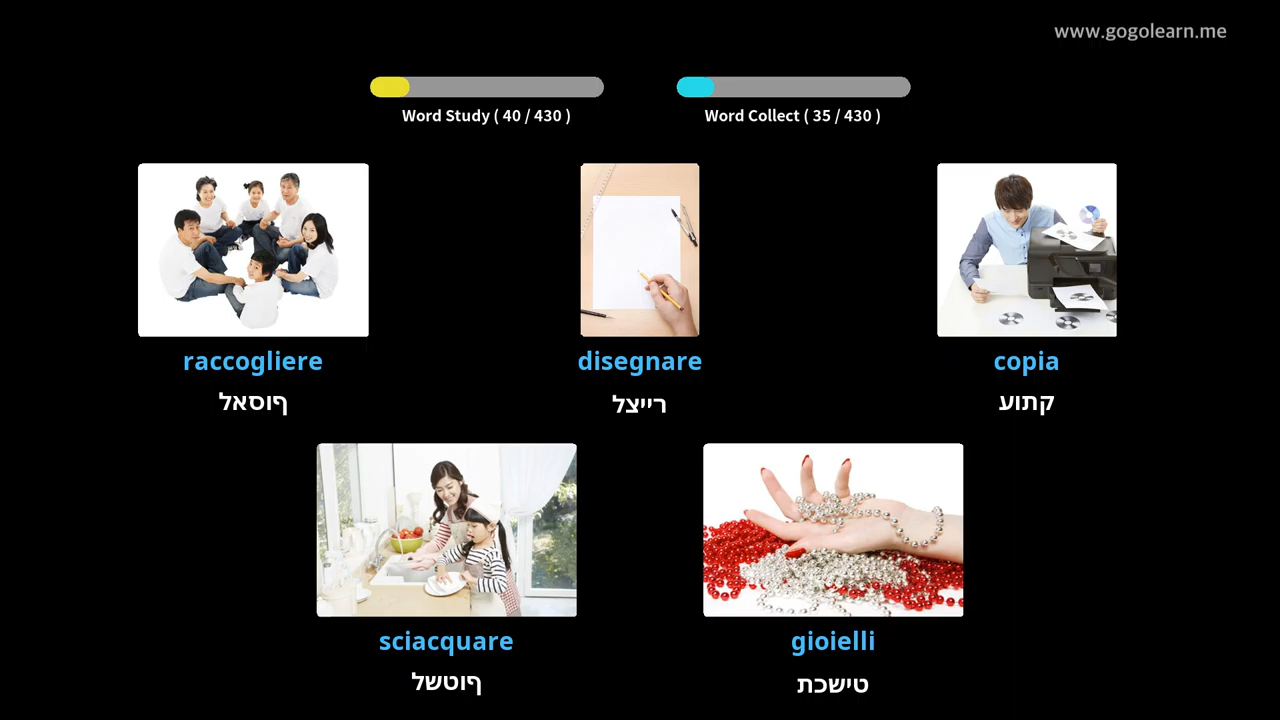 www.gogolearn.me
Word Study ( 40 / 430 )
Word Collect ( 35 / 430 )
raccogliere
ףוסאל
disegnare
רייצל
copia
קתוע
sciacquare
ףוטשל
gioielli
טישכת